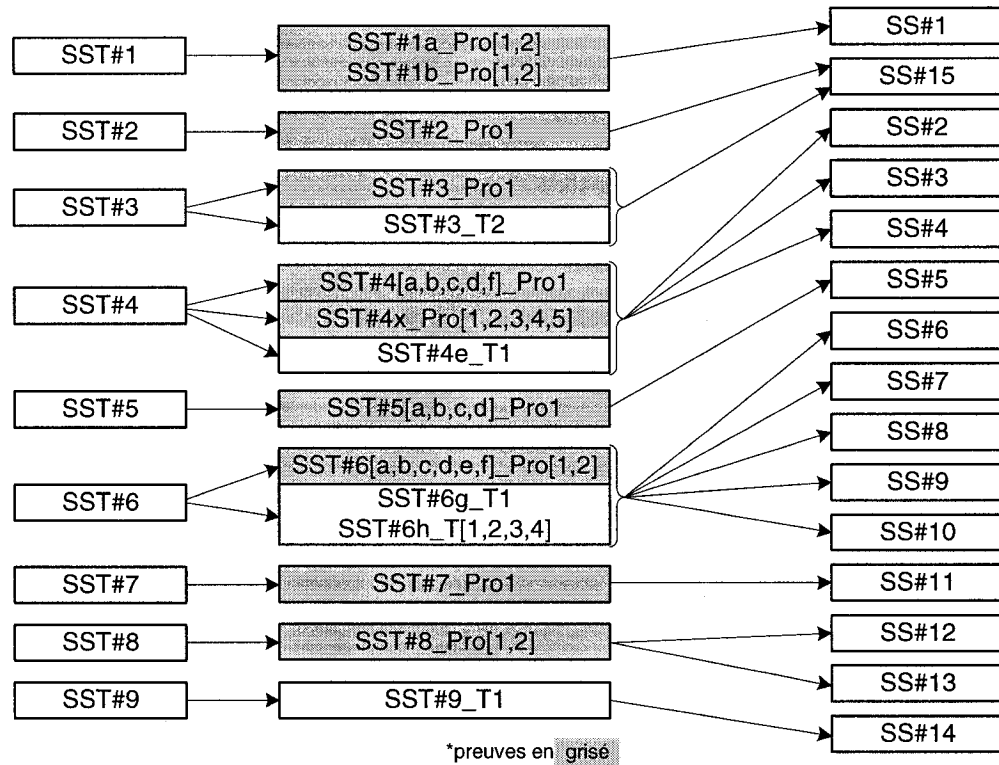 SST#1
SST#1a_Pro[1,2]
SST#1b_Pro[1,2]
SS#1
SS#15
SST#2
SST#2_Pro1
SS#2
SST#3
SST#3_Pro1
SST#3_T2
SS#3
SS#4
SST#4
SST#4[a,b,c,d,f]_Pro1
SST#4x_Pro[1,2,3,4,5]
SST#4e_T1
SS#5
SS#6
SST#5
SST#5[a,b,c,d]_Pro1
SS#7
SS#8
SST#6
SST#6[a,b,c,d,e,f]_Pro[1,2]
SST#6g_T1
SST#6h_T[1,2,3,4]
SS#9
SS#10
SST#7
SST#7_Pro1
SS#11
SST#8
SST#8_Pro[1,2]
SS#12
SS#13
SST#9
SST#9_T1
SS#14
*preuves en grisé